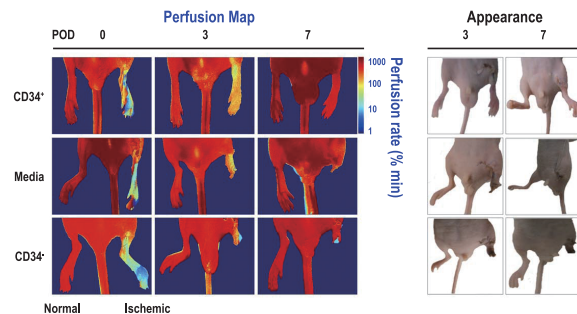 Perfusion Map
Appearance
POD 0 3 7
3 7
CD34⁺
1000
100
10
1
Perfusion rate (% min)
Media
CD34⁻
Normal Ischemic